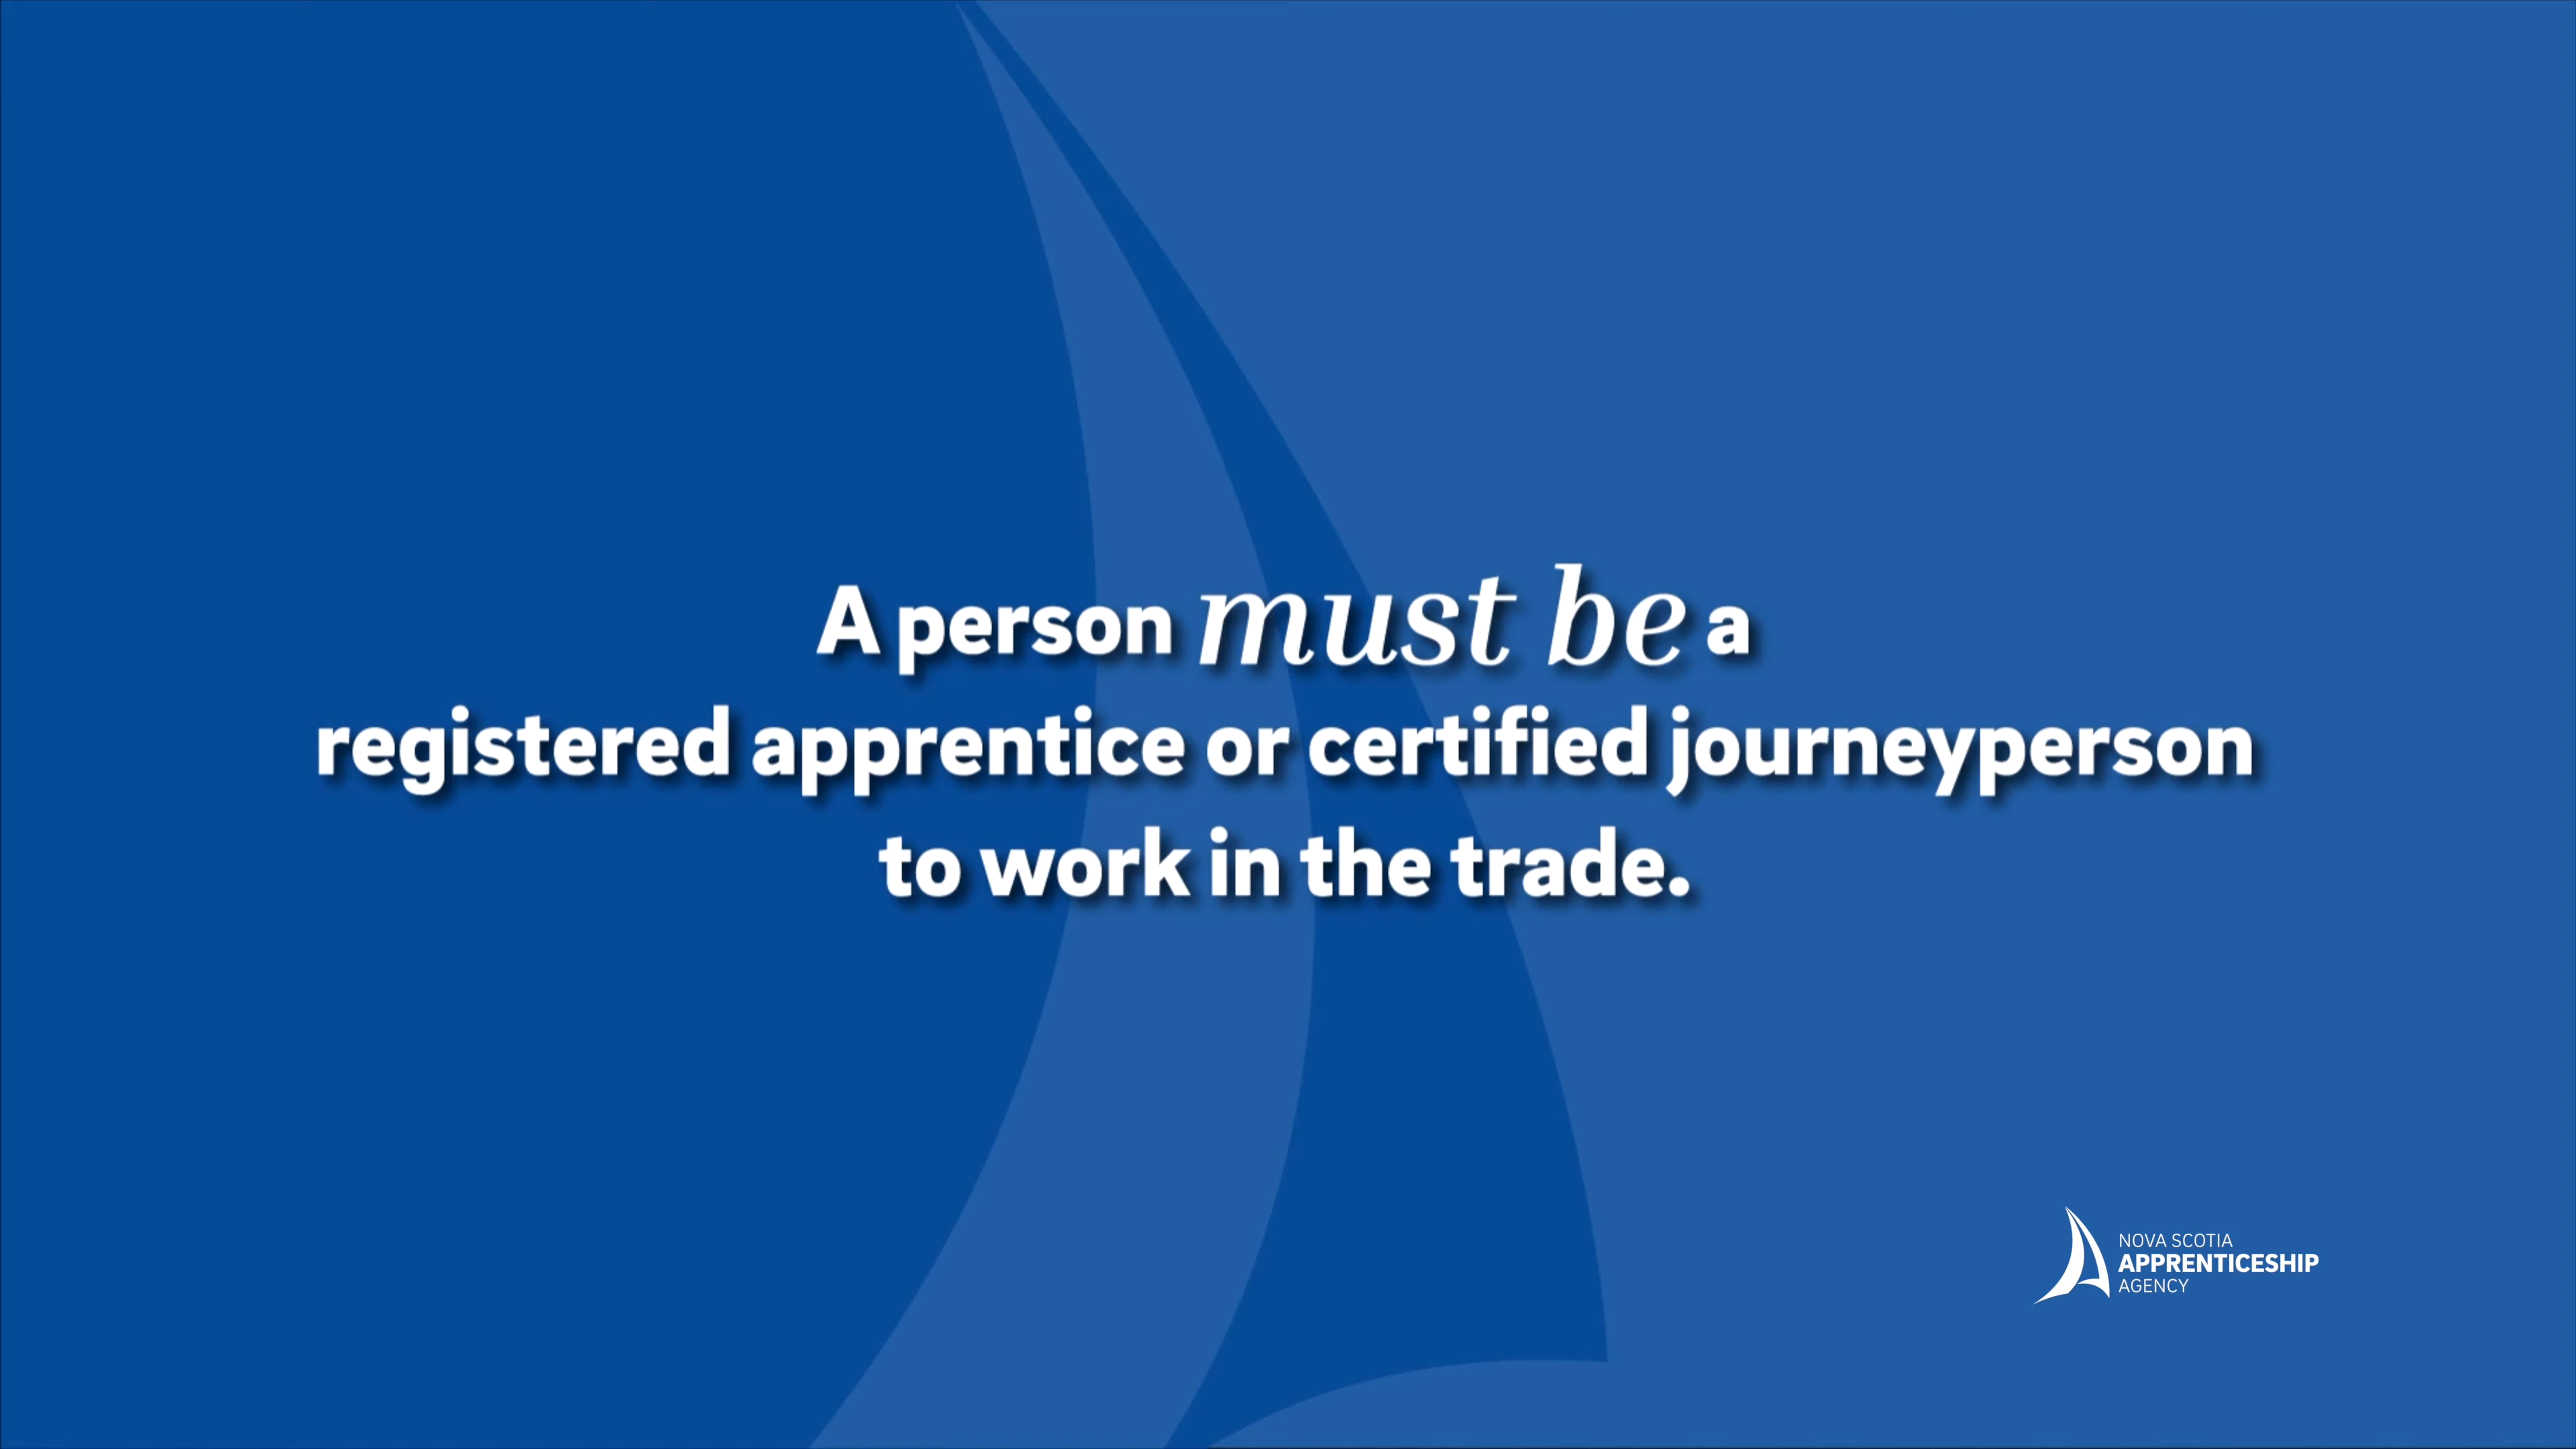 A person must be a
registered apprentice or certified journeyperson
to work in the trade.
NOVA SCOTIA
APPRENTICESHIP
AGENCY